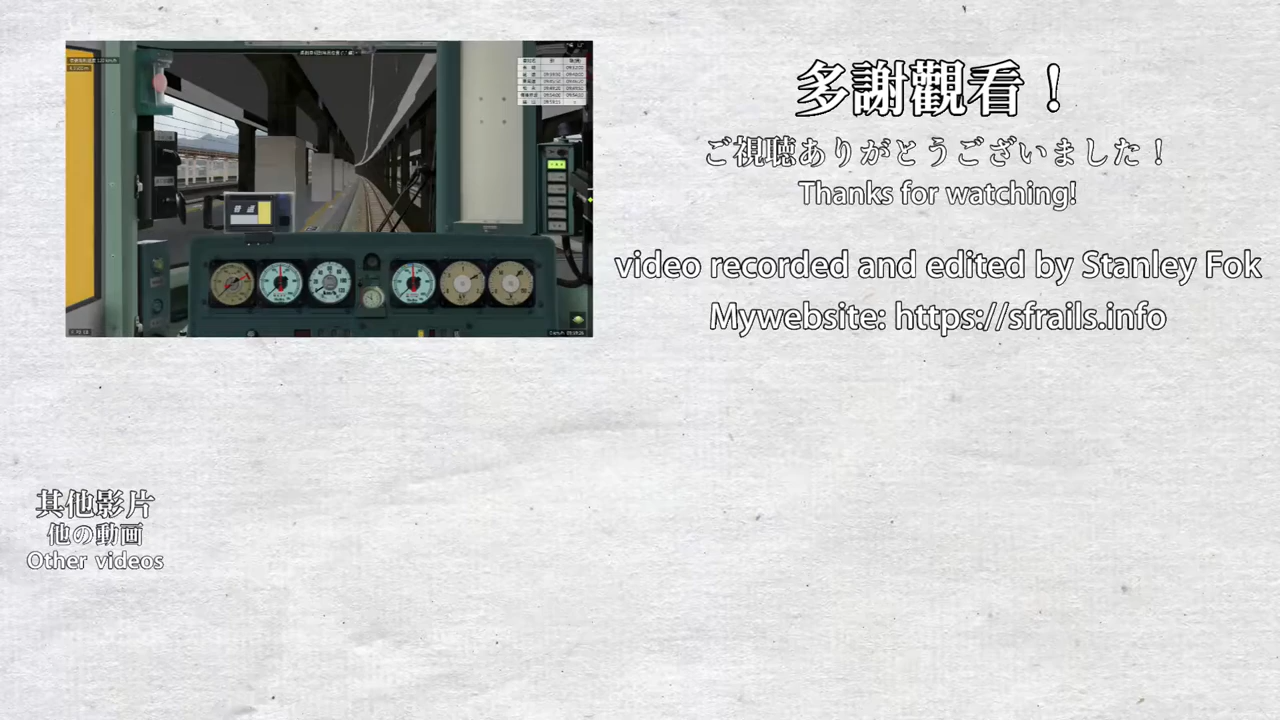 普通
多謝觀看！
ご視聴ありがとうございました！
Thanks for watching!
video recorded and edited by Stanley Fok
Mywebsite: https://sfrails.info
其他影片
他の動画
Other videos